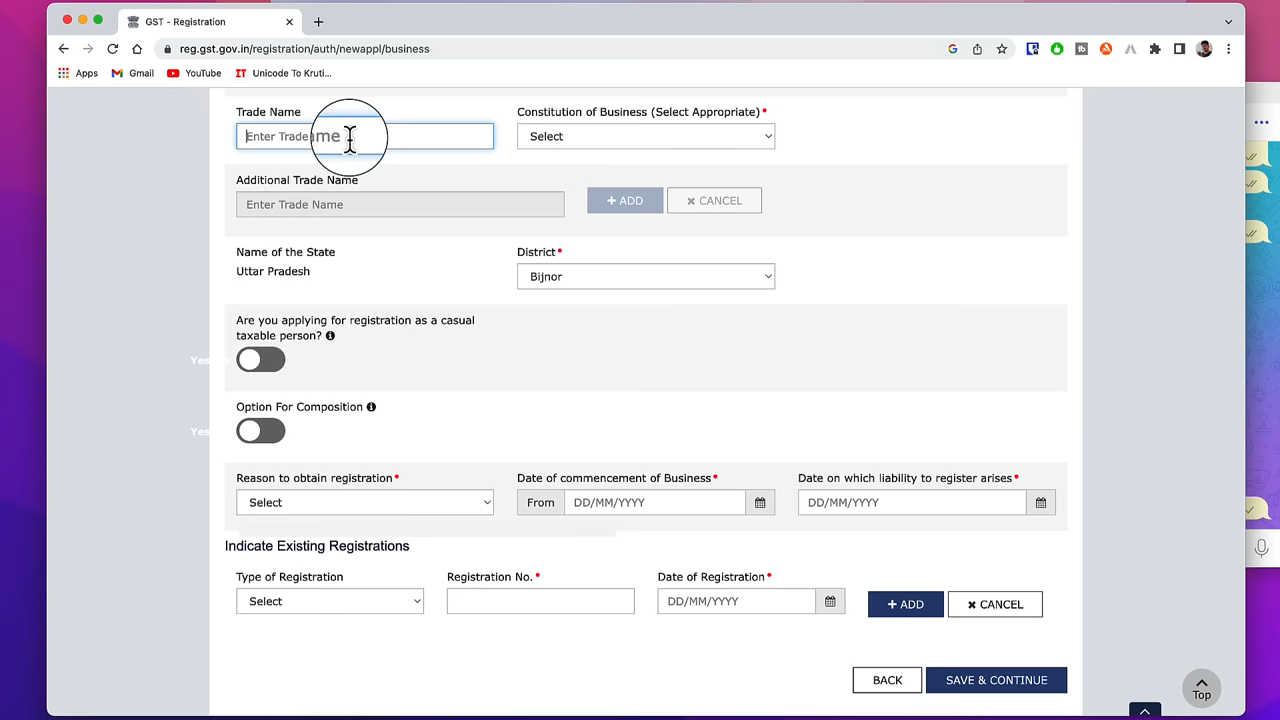 GST - Registration
reg.gst.gov.in/registration/auth/newappl/business
Apps Gmail YouTube IT Unicode To Kruti...
Trade Name Constitution of Business (Select Appropriate)*
Enter Trade me Select
Additional Trade Name
Enter Trade Name + ADD ✖ CANCEL
Name of the State District*
Uttar Pradesh Bijnor
Are you applying for registration as a casual
taxable person?
Yes
Option For Composition
Yes
Reason to obtain registration* Date of commencement of Business* Date on which liability to register arises*
Select From DD/MM/YYYY DD/MM/YYYY
Indicate Existing Registrations
Type of Registration Registration No.* Date of Registration*
Select DD/MM/YYYY + ADD ✖ CANCEL
BACK SAVE & CONTINUE
Top